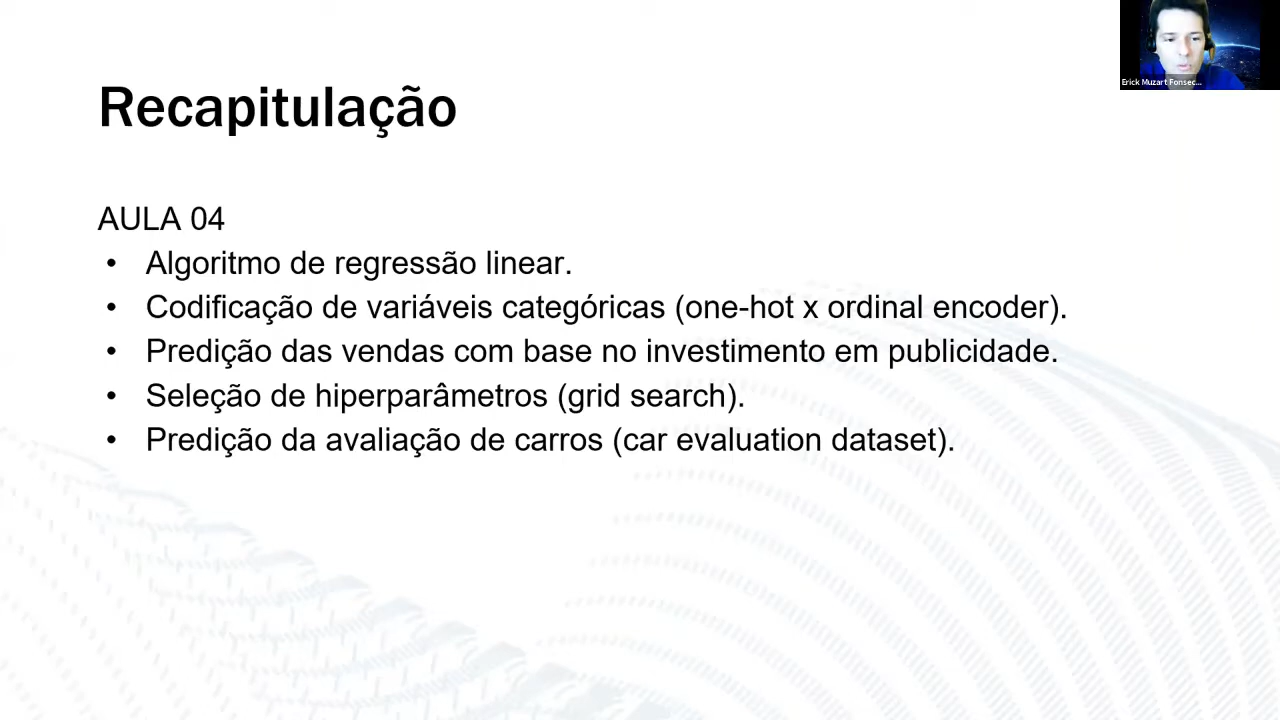 Recapitulação
AULA 04
• Algoritmo de regressão linear.
• Codificação de variáveis categóricas (one-hot x ordinal encoder).
• Predição das vendas com base no investimento em publicidade.
• Seleção de hiperparâmetros (grid search).
• Predição da avaliação de carros (car evaluation dataset).
Erick Muzart Fonsec...